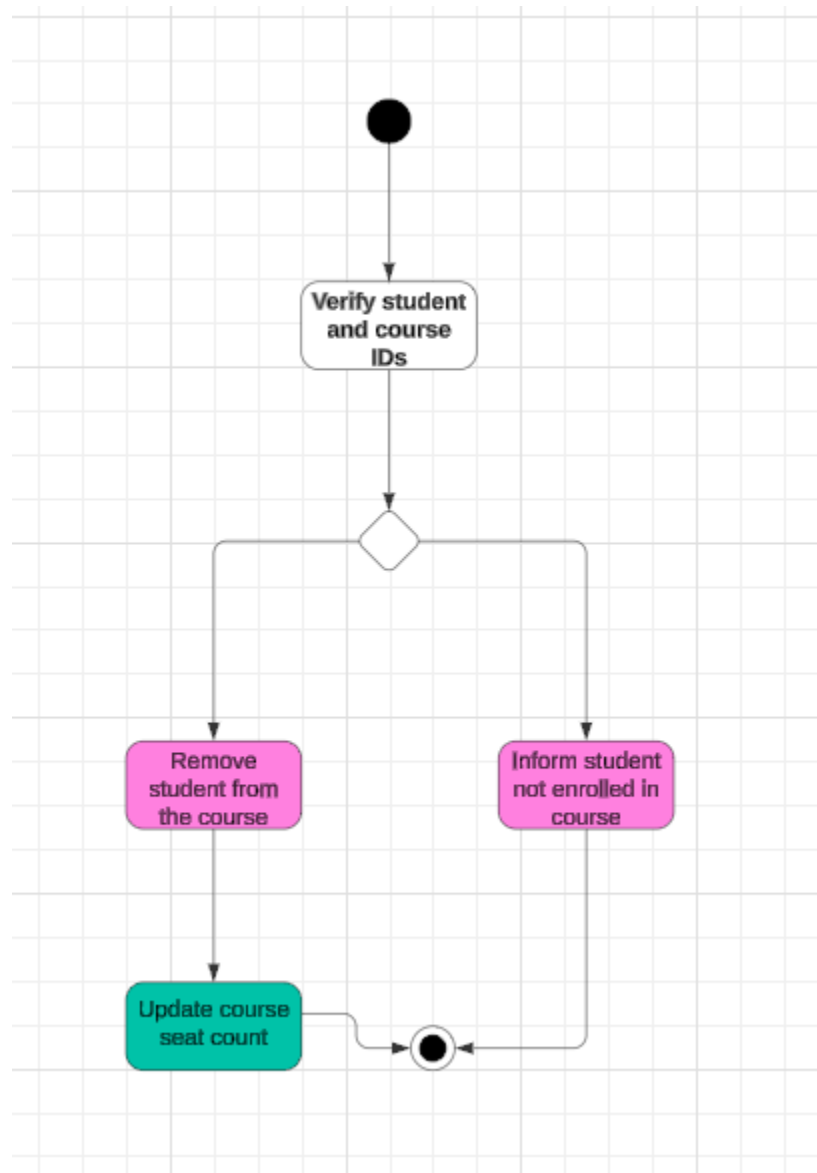 Verify student
and course
IDs
Remove
student from
the course
Inform student
not enrolled in
course
Update course
seat count